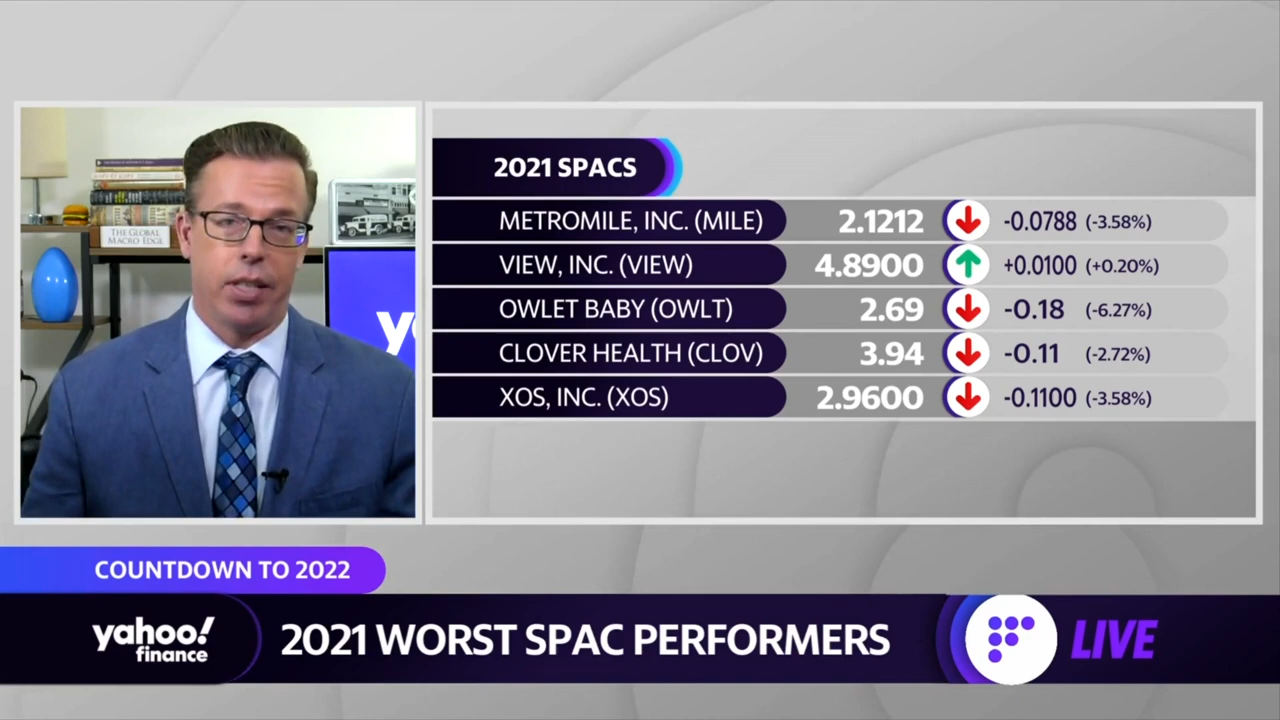 THE GLOBAL
MACRO EDGE
y
2021 SPACS
METROMILE, INC. (MILE) 2.1212 -0.0788 (-3.58%)
VIEW, INC. (VIEW) 4.8900 +0.0100 (+0.20%)
OWLET BABY (OWLT) 2.69 -0.18 (-6.27%)
CLOVER HEALTH (CLOV) 3.94 -0.11 (-2.72%)
XOS, INC. (XOS) 2.9600 -0.1100 (-3.58%)
COUNTDOWN TO 2022
yahoo!
finance
2021 WORST SPAC PERFORMERS
LIVE